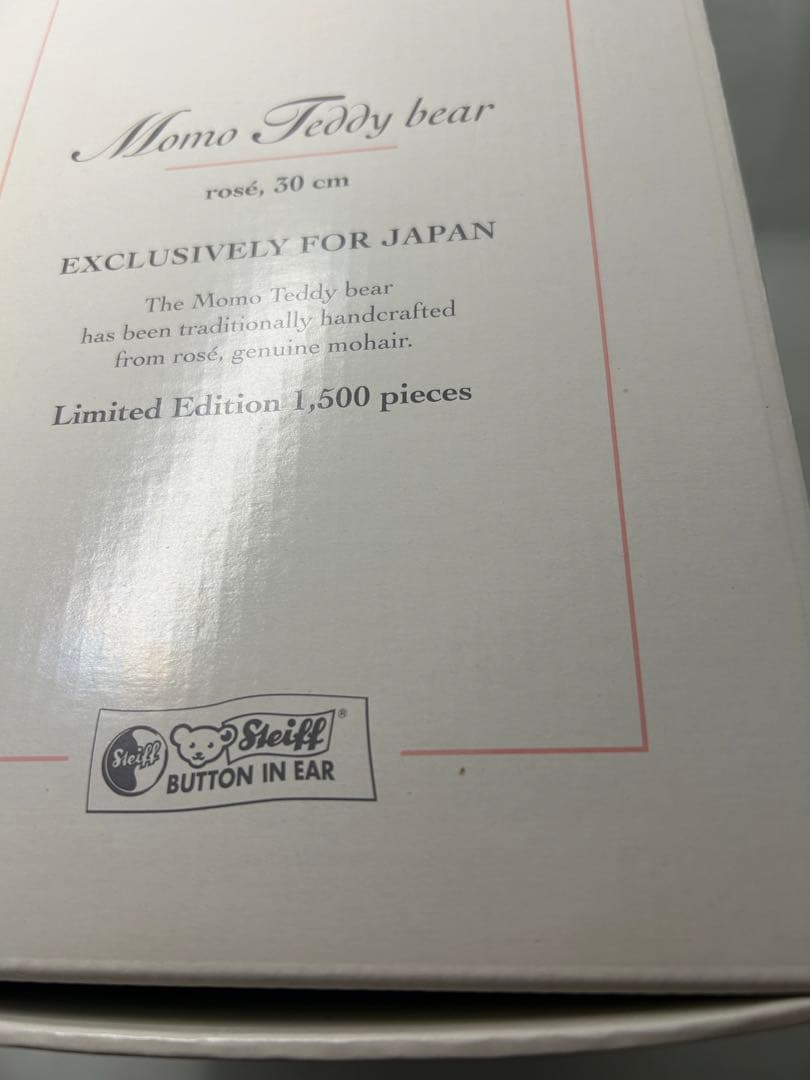 Momo Teddy bear
rosé, 30 cm
EXCLUSIVELY FOR JAPAN
The Momo Teddy bear
has been traditionally handcrafted
from rosé, genuine mohair.
Limited Edition 1,500 pieces
Steiff Steiff®
BUTTON IN EAR